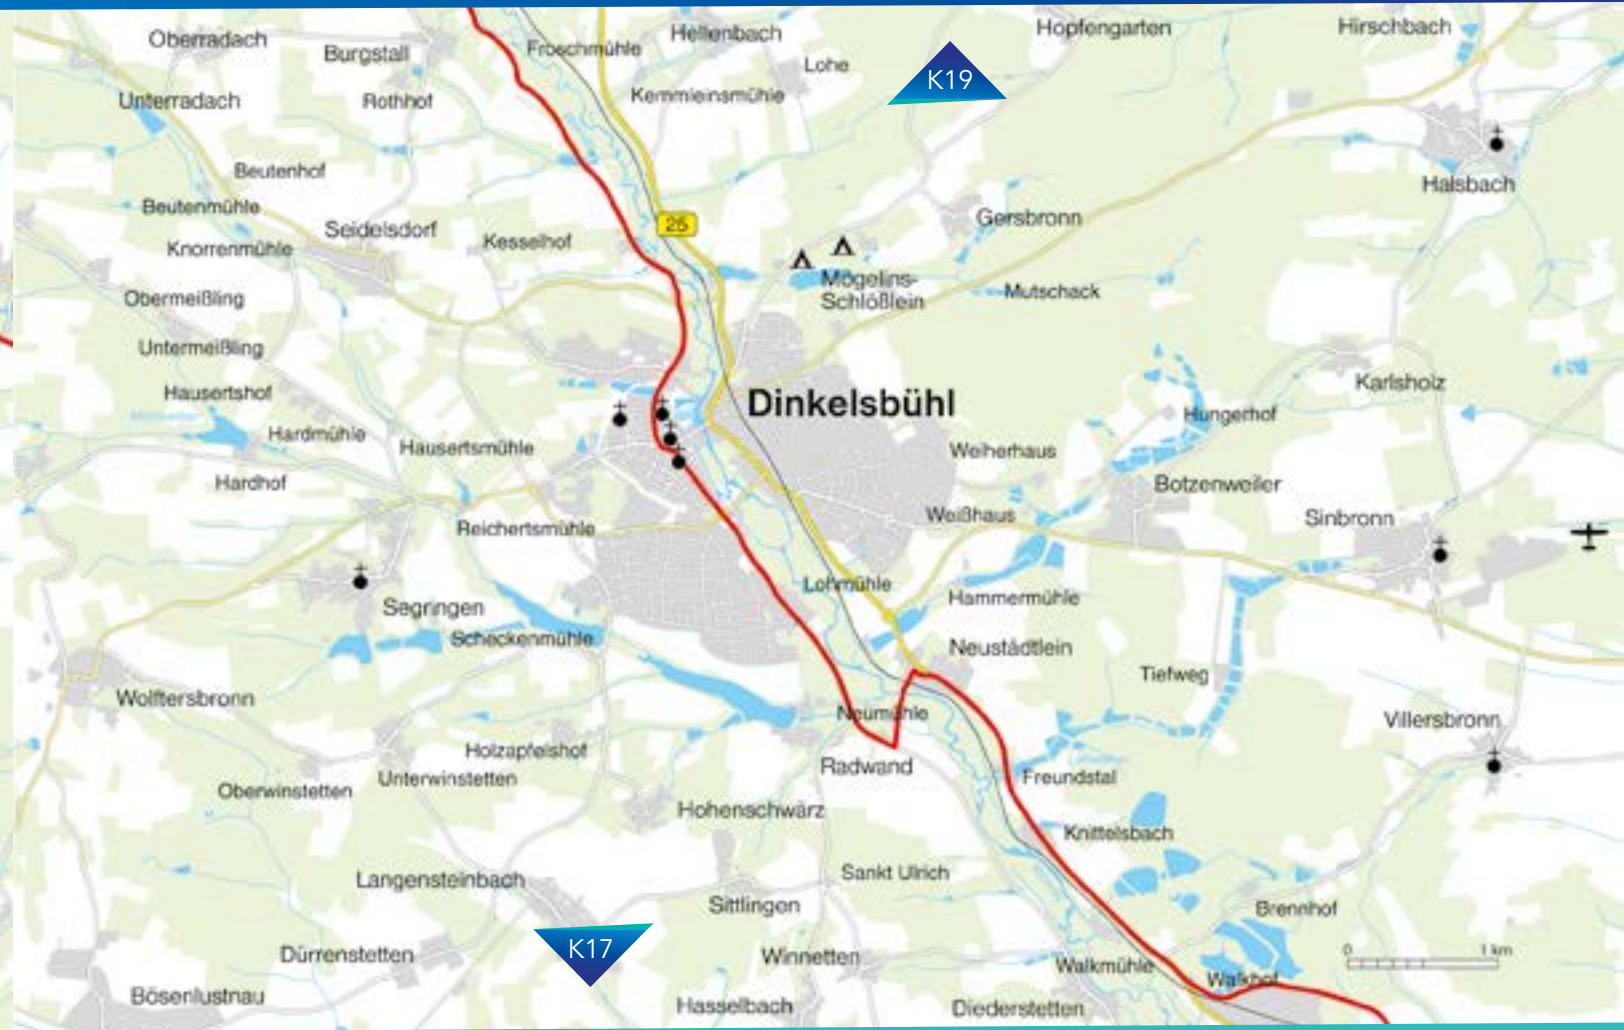 Oberradach
Burgstall
Froschmühle
Hellenbach
Hopfengarten
Hirschbach
Lohe
K19
Unterradach
Rothhof
Kemmleinsmühle
Beutenhof
Halsbach
Beutenmühle
Seidelsdorf
Kesselhof
25
Gersbronn
Knorrenmühle
Mögelins-
Schlößlein
Mutschack
Obermeißling
Untermeißling
Karlsholz
Hausertshof
Dinkelsbühl
Hungerhof
Hardmühle
Hausertsmühle
Weiherhaus
Hardhof
Botzenweiler
Reichertsmühle
Weißhaus
Sinbronn
Lohmühle
Hammermühle
Segringen
Scheckenmühle
Neustädtlein
Tiefweg
Wolfertsbronn
Neumühle
Villersbronn
Holzapfelshof
Radwand
Unterwinstetten
Freundstal
Oberwinstetten
Hohenschwärz
Knittelsbach
Langensteinbach
Sankt Ulrich
Sittlingen
Brennhof
K17
Dürrenstetten
Winnetten
0 1 km
Walkmühle
Walkhof
Bösenlustnau
Hasselbach
Diederstetten